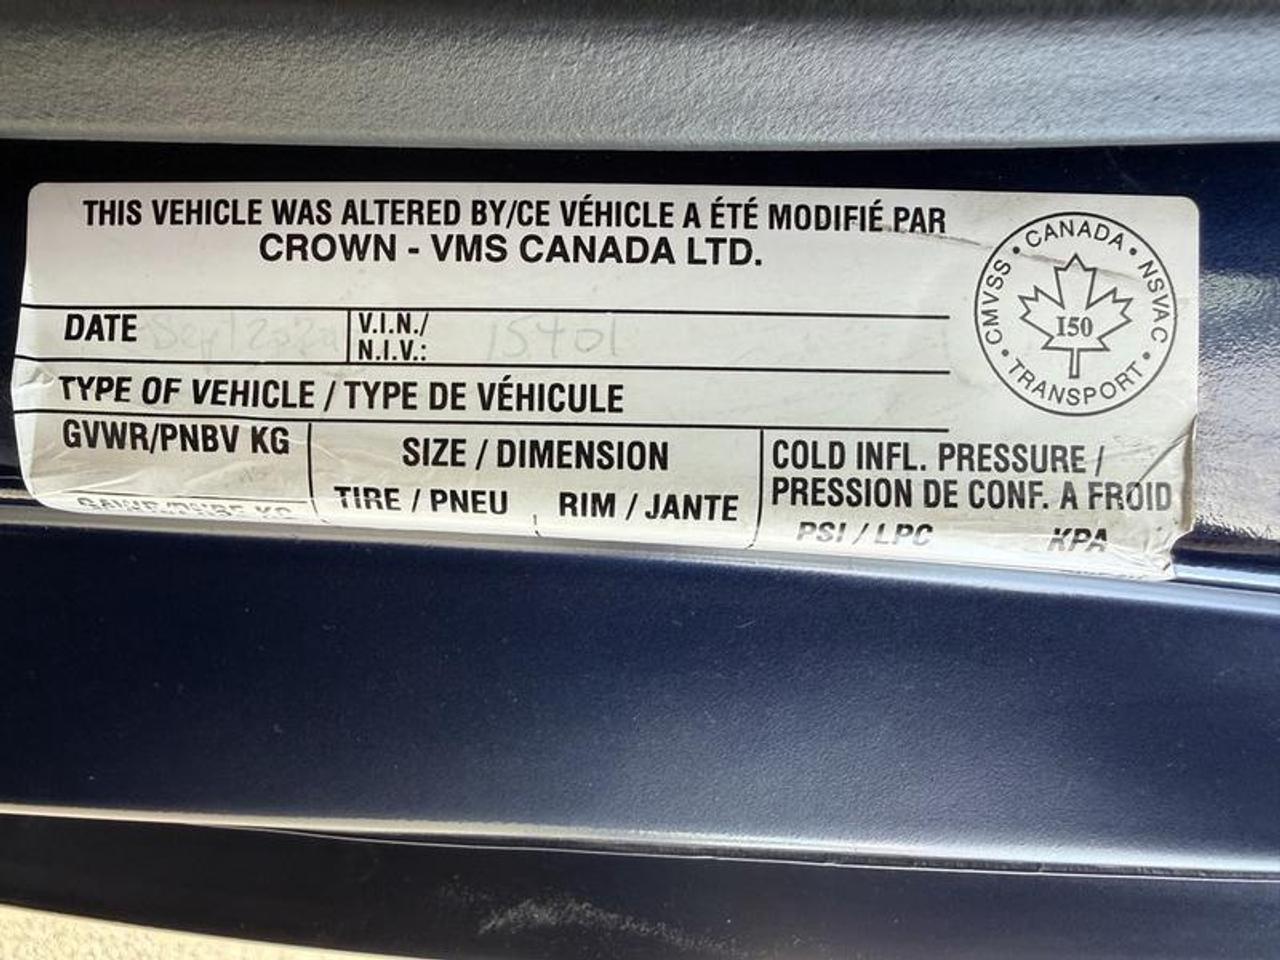 THIS VEHICLE WAS ALTERED BY/CE VÉHICLE A ÉTÉ MODIFIÉ PAR
CROWN - VMS CANADA LTD.
CANADA • NSVAC • TRANSPORT • CMVSS •
150
DATE
V.I.N./
N.I.V.: 15401
TYPE OF VEHICLE / TYPE DE VÉHICULE
GVWR/PNBV KG
SIZE / DIMENSION
TIRE / PNEU RIM / JANTE
COLD INFL. PRESSURE /
PRESSION DE CONF. A FROID
PSI / LPC KPA